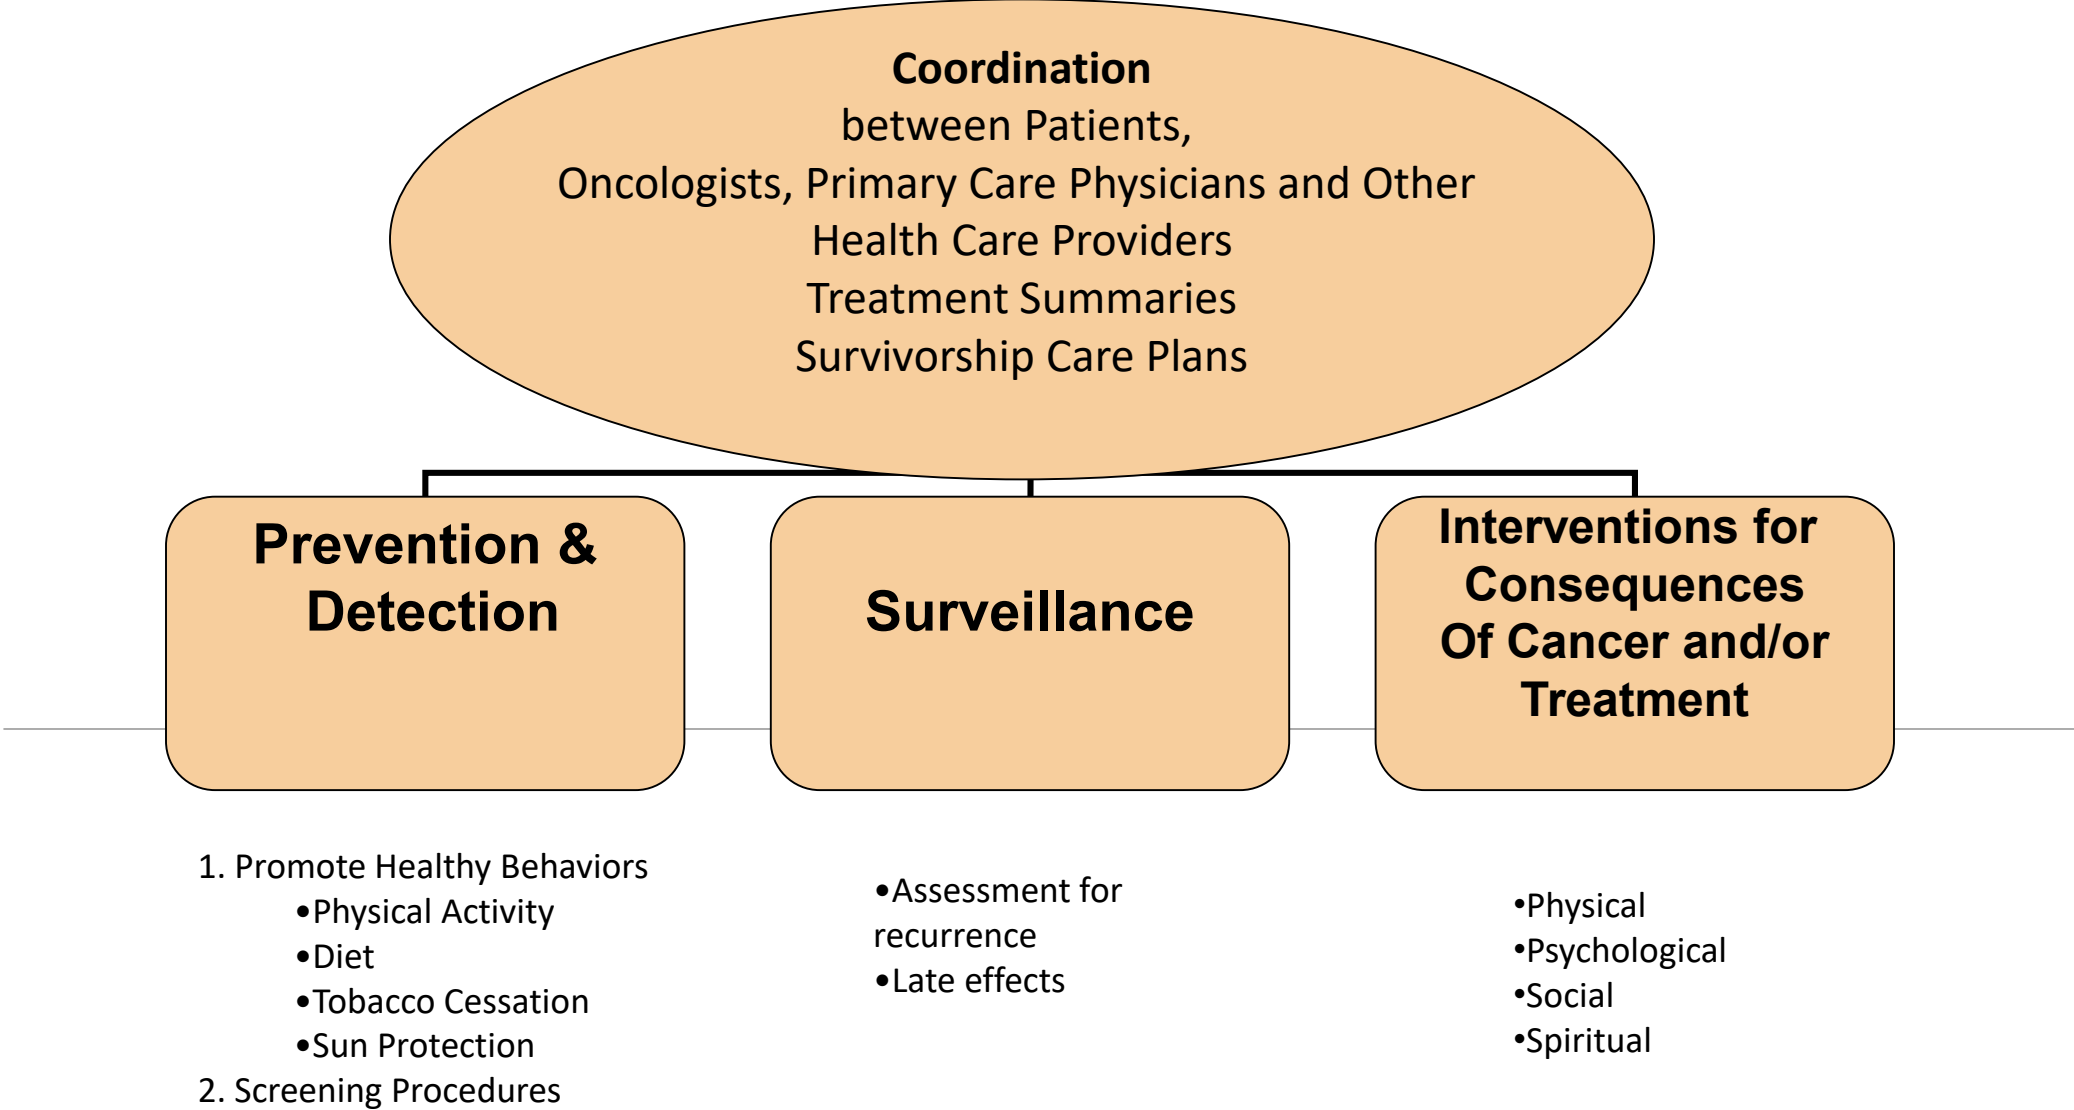 Coordination
between Patients,
Oncologists, Primary Care Physicians and Other
Health Care Providers
Treatment Summaries
Survivorship Care Plans
Prevention &
Detection
Surveillance
Interventions for
Consequences
Of Cancer and/or
Treatment
1. Promote Healthy Behaviors
•Physical Activity
•Diet
•Tobacco Cessation
•Sun Protection
2. Screening Procedures
•Assessment for
recurrence
•Late effects
•Physical
•Psychological
•Social
•Spiritual